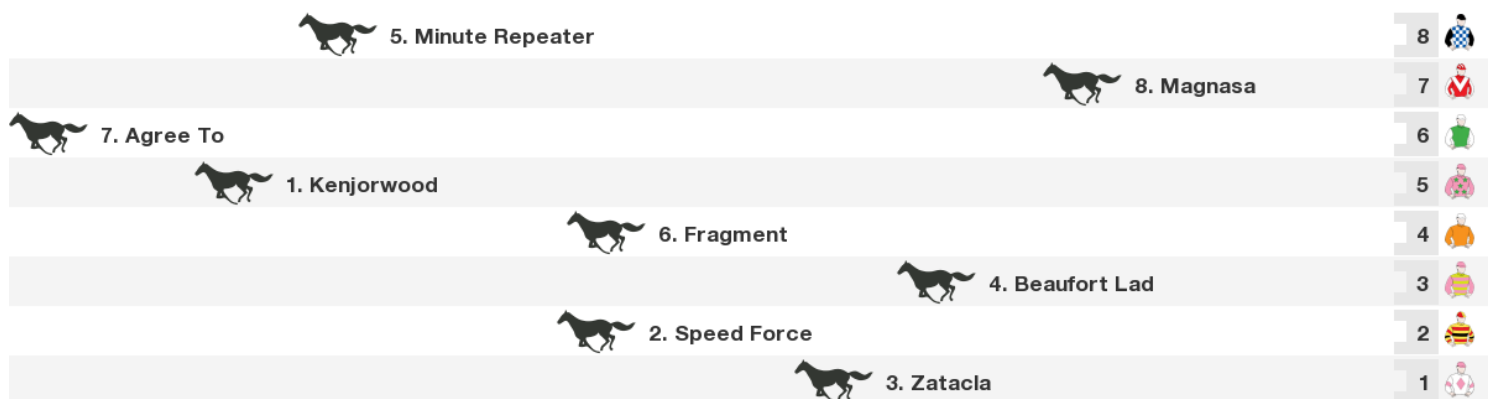 5. Minute Repeater 8
8. Magnasa 7
7. Agree To 6
1. Kenjorwood 5
6. Fragment 4
4. Beaufort Lad 3
2. Speed Force 2
3. Zatacla 1